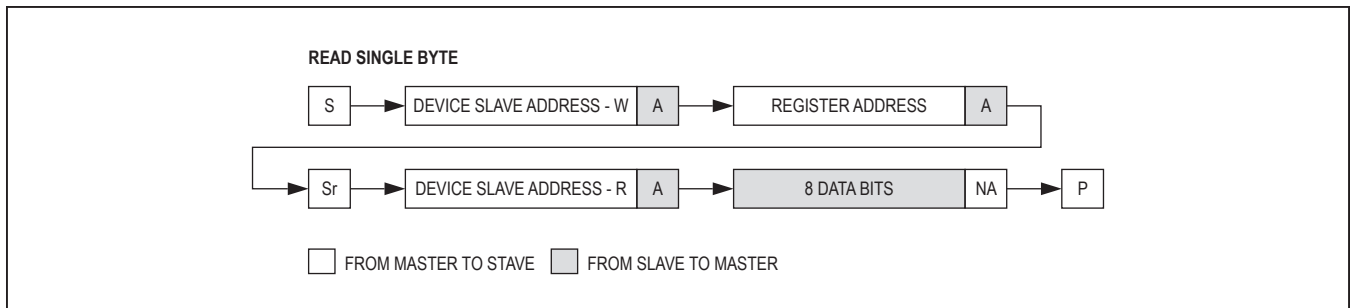 READ SINGLE BYTE
S DEVICE SLAVE ADDRESS - W A REGISTER ADDRESS A
Sr DEVICE SLAVE ADDRESS - R A 8 DATA BITS NA P
FROM MASTER TO STAVE FROM SLAVE TO MASTER